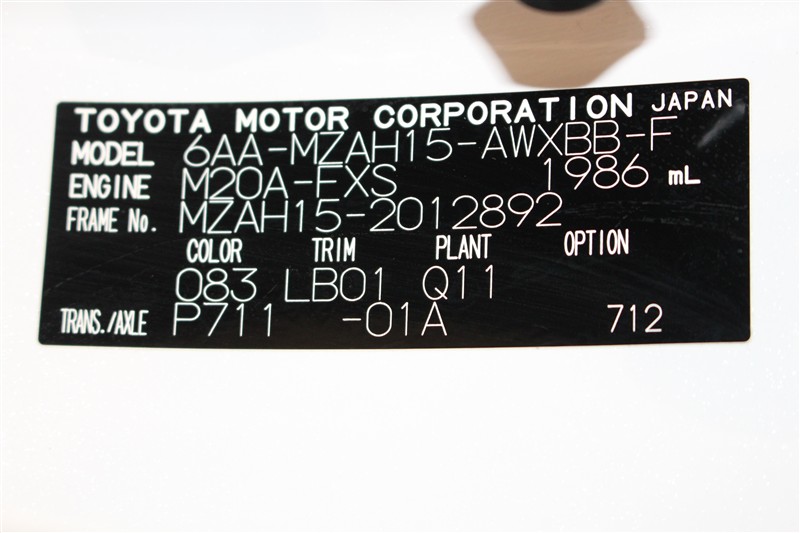 TOYOTA MOTOR CORPORATION JAPAN
MODEL 6AA-MZAH15-AWXBB-F
ENGINE M20A-FXS 1986 mL
FRAME No. MZAH15-2012892
COLOR TRIM PLANT OPTION
083 LB01 Q11
TRANS./AXLE P711 -01A 712